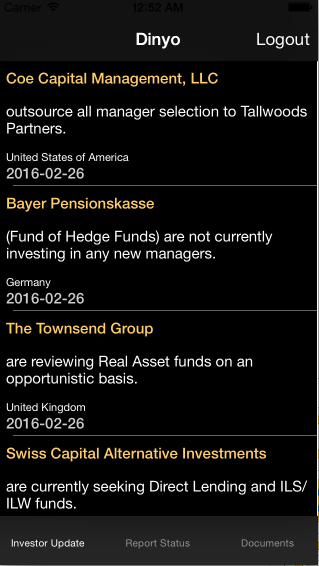 Carrier 12:52 AM
Dinyo Logout
Coe Capital Management, LLC
outsource all manager selection to Tallwoods
Partners.
United States of America
2016-02-26
Bayer Pensionskasse
(Fund of Hedge Funds) are not currently
investing in any new managers.
Germany
2016-02-26
The Townsend Group
are reviewing Real Asset funds on an
opportunistic basis.
United Kingdom
2016-02-26
Swiss Capital Alternative Investments
are currently seeking Direct Lending and ILS/
ILW funds.
Investor Update Report Status Documents